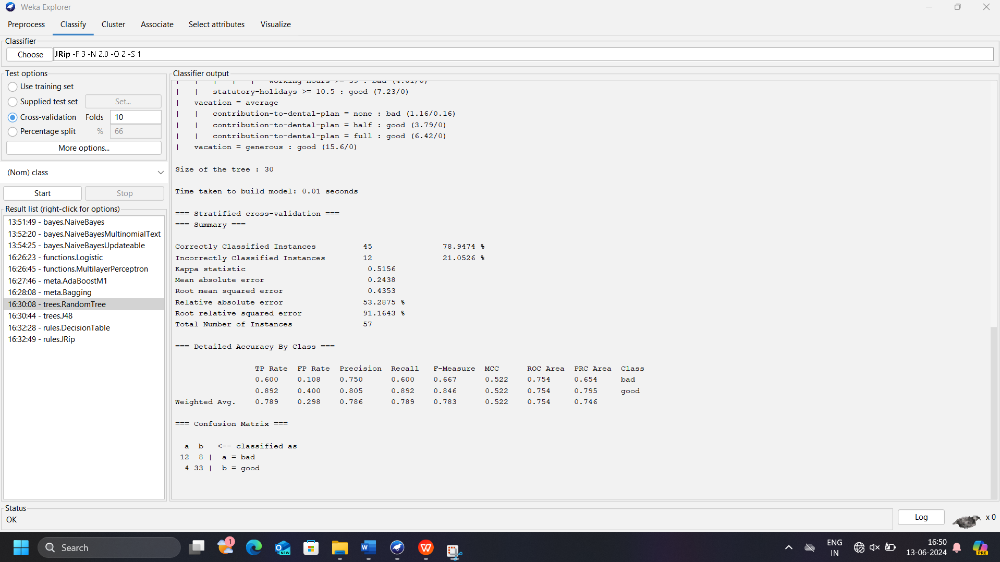 Weka Explorer
Preprocess Classify Cluster Associate Select attributes Visualize
Classifier
Choose JRip -F 3 -N 2.0 -O 2 -S 1
Test options
Use training set
Supplied test set Set...
Cross-validation Folds 10
Percentage split % 66
More options...
(Nom) class
Start Stop
Result list (right-click for options)
13:51:49 - bayes.NaiveBayes
13:52:20 - bayes.NaiveBayesMultinomialText
13:54:25 - bayes.NaiveBayesUpdateable
16:26:23 - functions.Logistic
16:26:45 - functions.MultilayerPerceptron
16:27:46 - meta.AdaBoostM1
16:28:08 - meta.Bagging
16:30:08 - trees.RandomTree
16:30:44 - trees.J48
16:32:28 - rules.DecisionTable
16:32:49 - rules.JRip
Classifier output
| | | | | working hours >= 39 : bad (4.81/0)
| | statutory-holidays >= 10.5 : good (7.23/0)
| vacation = average
| | contribution-to-dental-plan = none : bad (1.16/0.16)
| | contribution-to-dental-plan = half : good (3.79/0)
| | contribution-to-dental-plan = full : good (6.42/0)
| vacation = generous : good (15.6/0)
Size of the tree : 30
Time taken to build model: 0.01 seconds
=== Stratified cross-validation ===
=== Summary ===
Correctly Classified Instances 45 78.9474 %
Incorrectly Classified Instances 12 21.0526 %
Kappa statistic 0.5156
Mean absolute error 0.2438
Root mean squared error 0.4353
Relative absolute error 53.2875 %
Root relative squared error 91.1643 %
Total Number of Instances 57
=== Detailed Accuracy By Class ===
TP Rate FP Rate Precision Recall F-Measure MCC ROC Area PRC Area Class
0.600 0.108 0.750 0.600 0.667 0.522 0.754 0.654 bad
0.892 0.400 0.805 0.892 0.846 0.522 0.754 0.795 good
Weighted Avg. 0.789 0.298 0.786 0.789 0.783 0.522 0.754 0.746
=== Confusion Matrix ===
a b <-- classified as
12 8 | a = bad
4 33 | b = good
Status
OK
Log x 0
Search
1
NEW
ENG
IN
16:50
13-06-2024
PRE